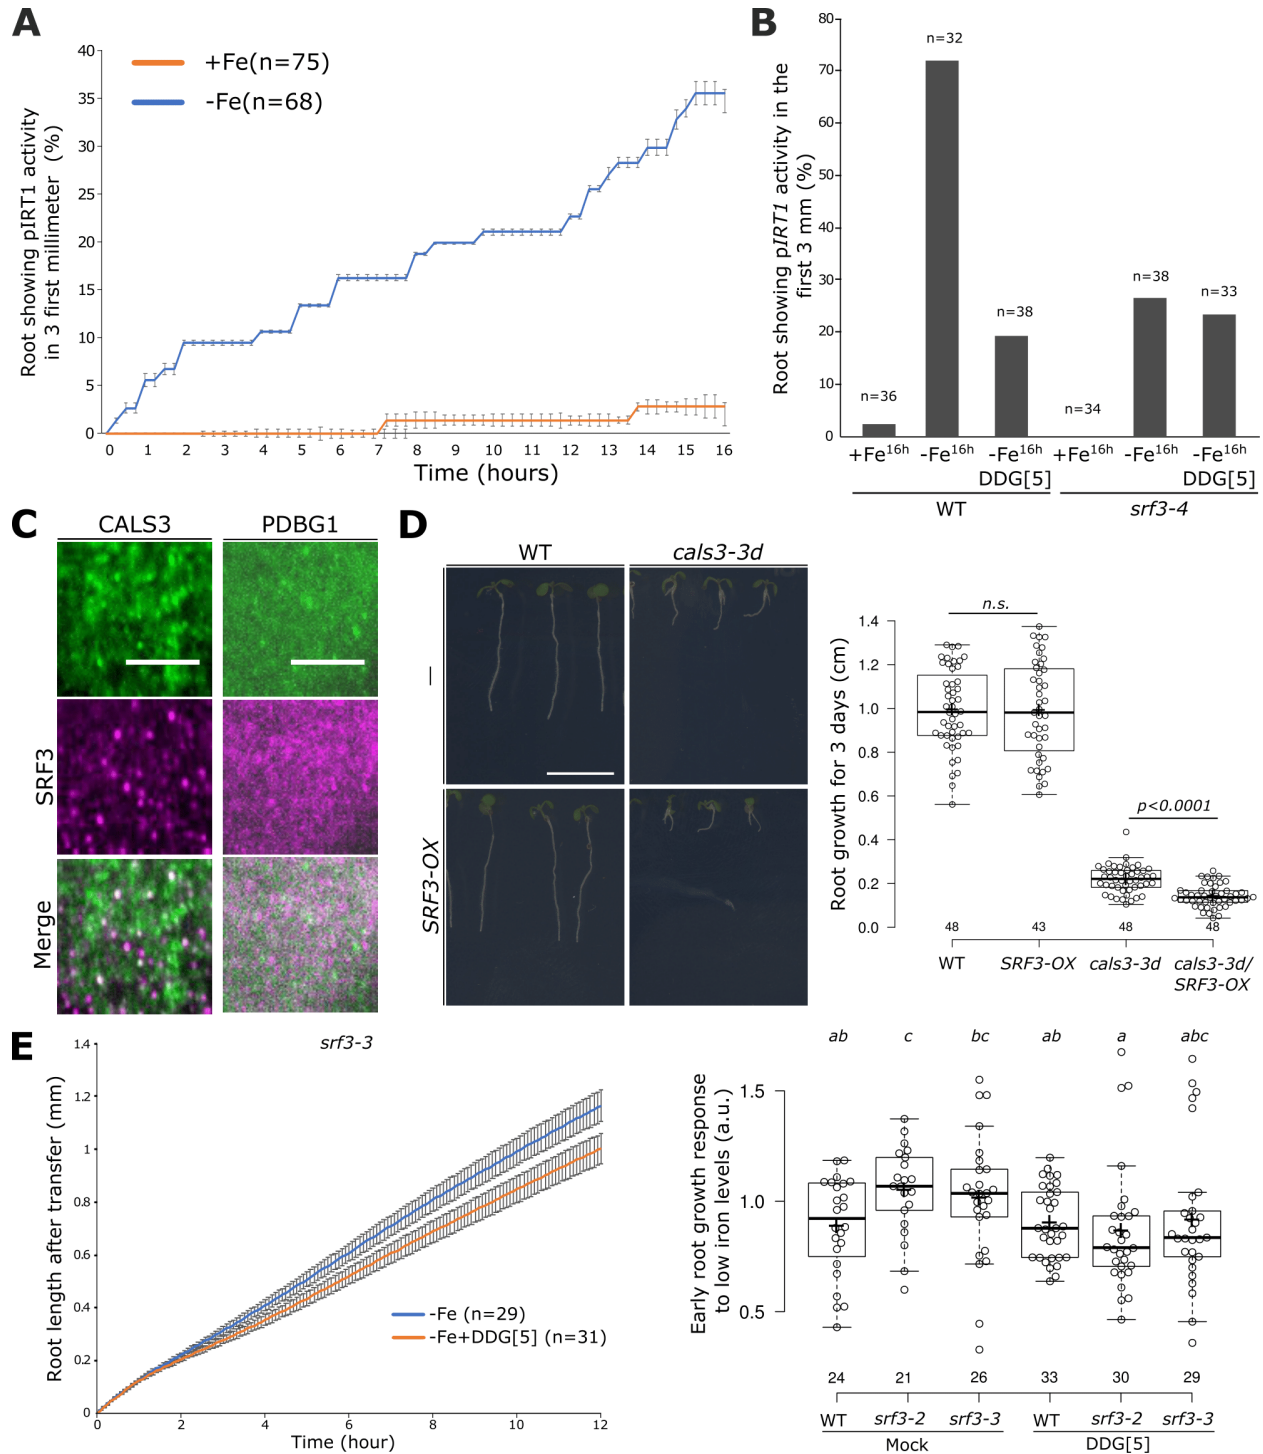 A
Root showing pIRT1 activity
in 3 first millimeter (%)
40
35
30
25
20
15
10
5
0
+Fe(n=75)
-Fe(n=68)
0 1 2 3 4 5 6 7 8 9 10 11 12 13 14 15 16
Time (hours)
B
Root showing pIRT1 activity in the
first 3 mm (%)
80
70
60
50
40
30
20
10
0
n=36
n=32
n=38
n=34
n=38
n=33
+Fe16h -Fe16h -Fe16h +Fe16h -Fe16h -Fe16h
DDG[5] DDG[5]
WT srf3-4
C
CALS3 PDBG1
SRF3
Merge
D
WT cals3-3d
—
SRF3-OX
Root growth for 3 days (cm)
1.4
1.2
1.0
0.8
0.6
0.4
0.2
0.0
n.s.
p<0.0001
48 43 48 48
WT SRF3-OX cals3-3d cals3-3d/
SRF3-OX
E
srf3-3
Root length after transfer (mm)
1.4
1.2
1
0.8
0.6
0.4
0.2
0
-Fe (n=29)
-Fe+DDG[5] (n=31)
0 2 4 6 8 10 12
Time (hour)
Early root growth response
to low iron levels (a.u.)
ab c bc ab a abc
1.5
1.0
0.5
24 21 26 33 30 29
WT srf3-2 srf3-3 WT srf3-2 srf3-3
Mock DDG[5]